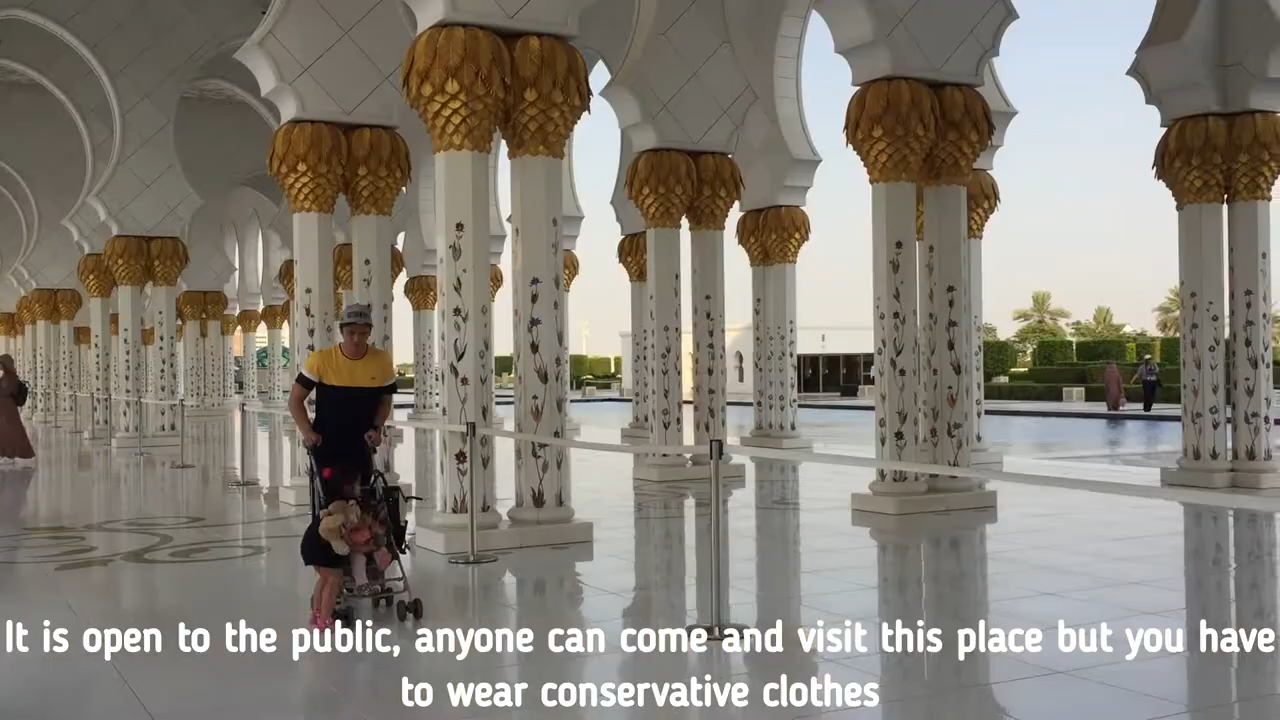 It is open to the public, anyone can come and visit this place but you have
to wear conservative clothes